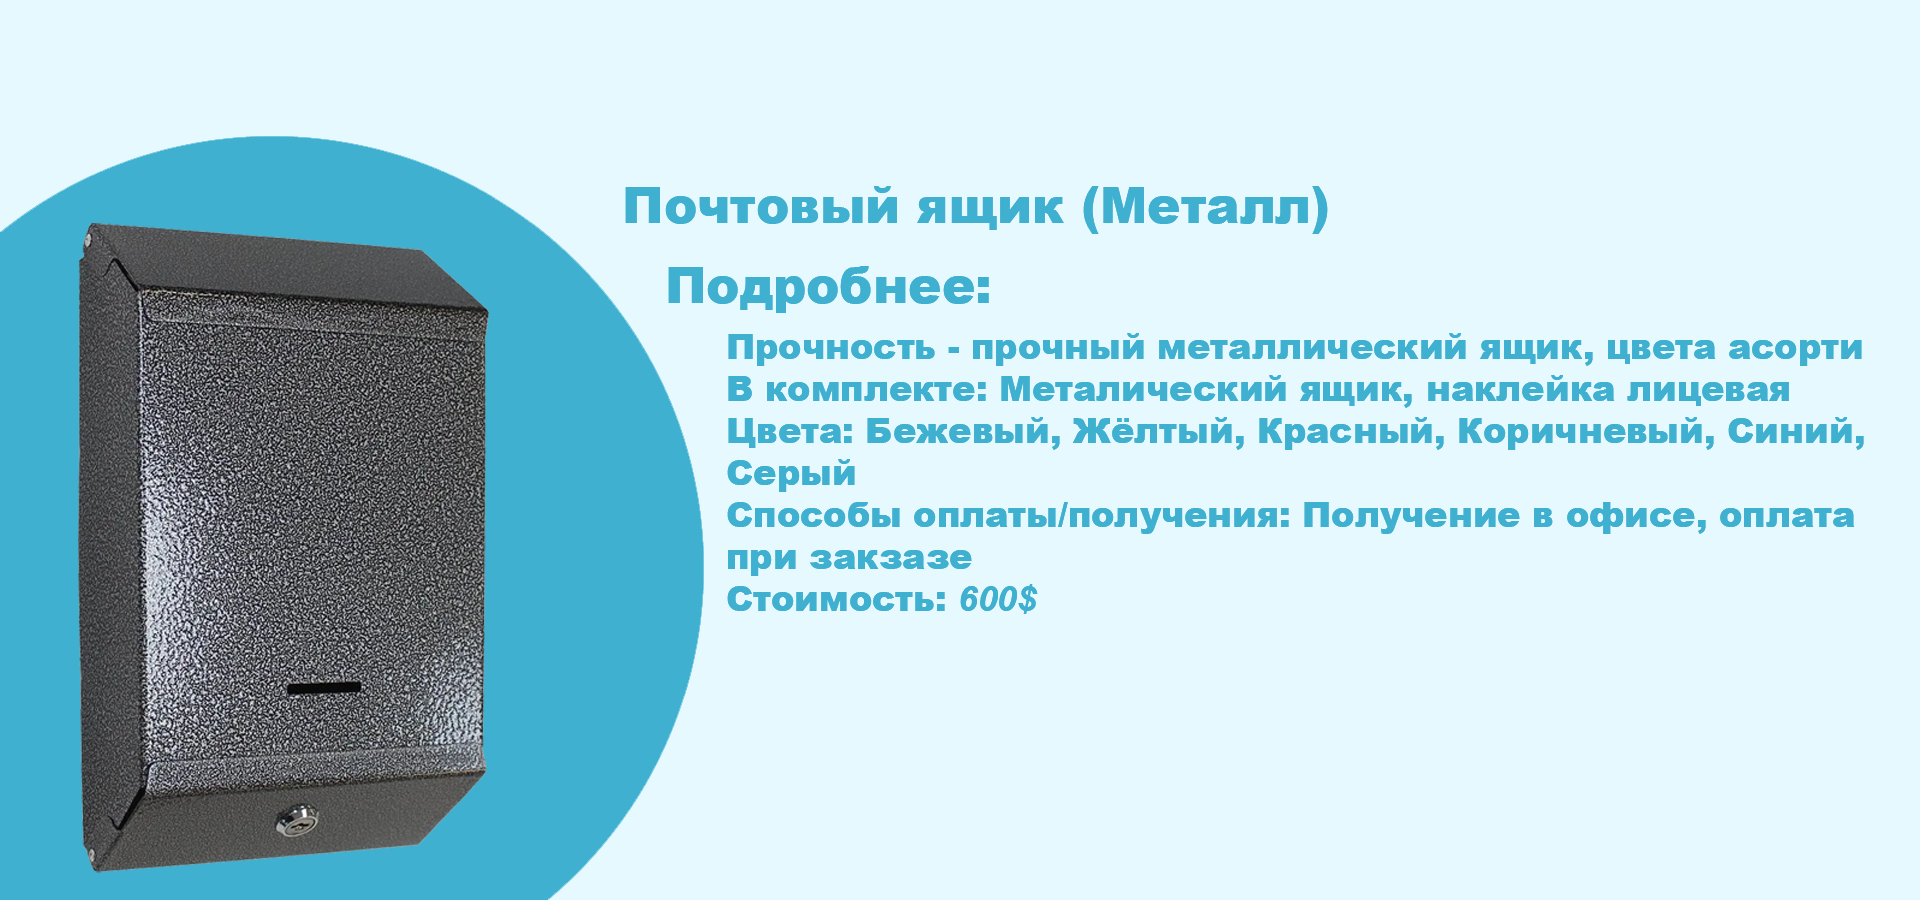 Почтовый ящик (Металл)
Подробнее:
Прочность - прочный металлический ящик, цвета асорти
В комплекте: Металический ящик, наклейка лицевая
Цвета: Бежевый, Жёлтый, Красный, Коричневый, Синий,
Серый
Способы оплаты/получения: Получение в офисе, оплата
при закзазе
Стоимость: 600$